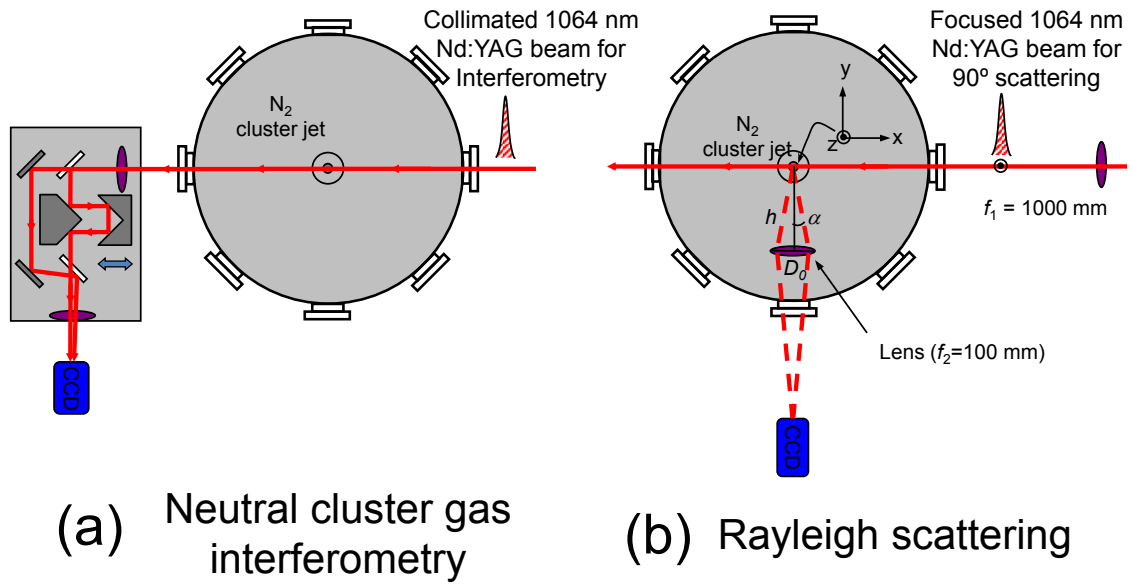 Collimated 1064 nm
Nd:YAG beam for
Interferometry
N2
cluster jet
CCD
(a) Neutral cluster gas
interferometry
Focused 1064 nm
Nd:YAG beam for
90º scattering
y
x
z
N2
cluster jet
f1 = 1000 mm
h
α
D0
Lens (f2=100 mm)
CCD
(b) Rayleigh scattering